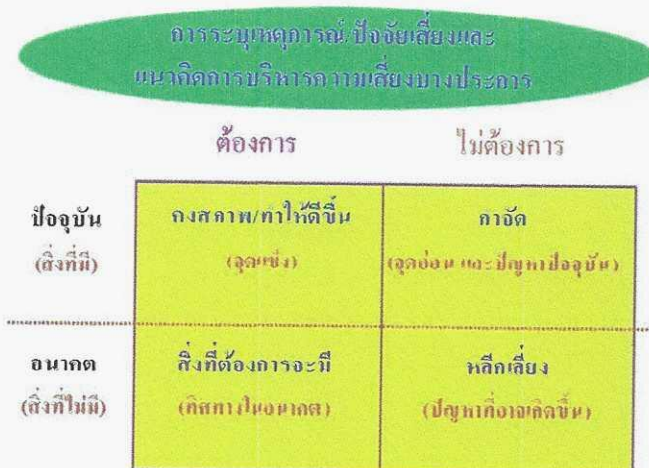 การระบุเหตุการณ์ ปัจจัยเสี่ยงและ
แนวคิดการบริหารความเสี่ยงบางประการ
ต้องการ ไม่ต้องการ
ปัจจุบัน คงสภาพ/ทำให้ดีขึ้น กำจัด
(สิ่งที่มี) (จุดแข็ง) (จุดอ่อน และปัญหาปัจจุบัน)
อนาคต สิ่งที่ต้องการจะมี หลีกเลี่ยง
(สิ่งที่ไม่มี) (ทิศทางในอนาคต) (ปัญหาที่อาจเกิดขึ้น)